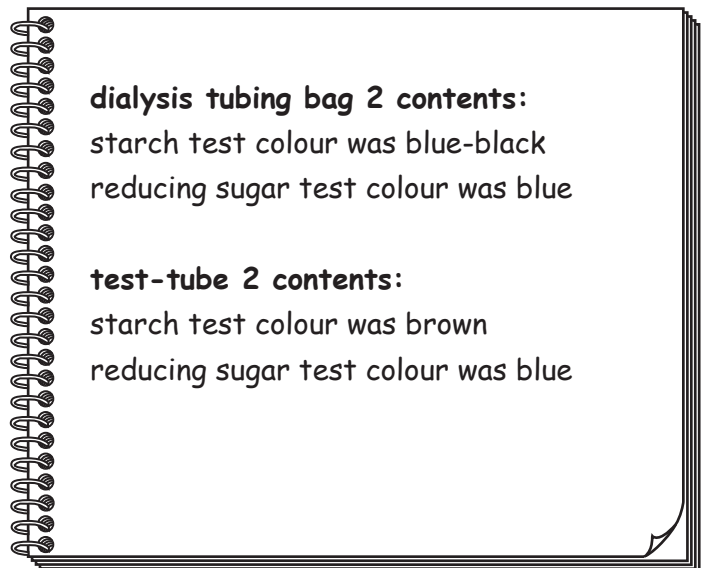 dialysis tubing bag 2 contents:
starch test colour was blue-black
reducing sugar test colour was blue
test-tube 2 contents:
starch test colour was brown
reducing sugar test colour was blue